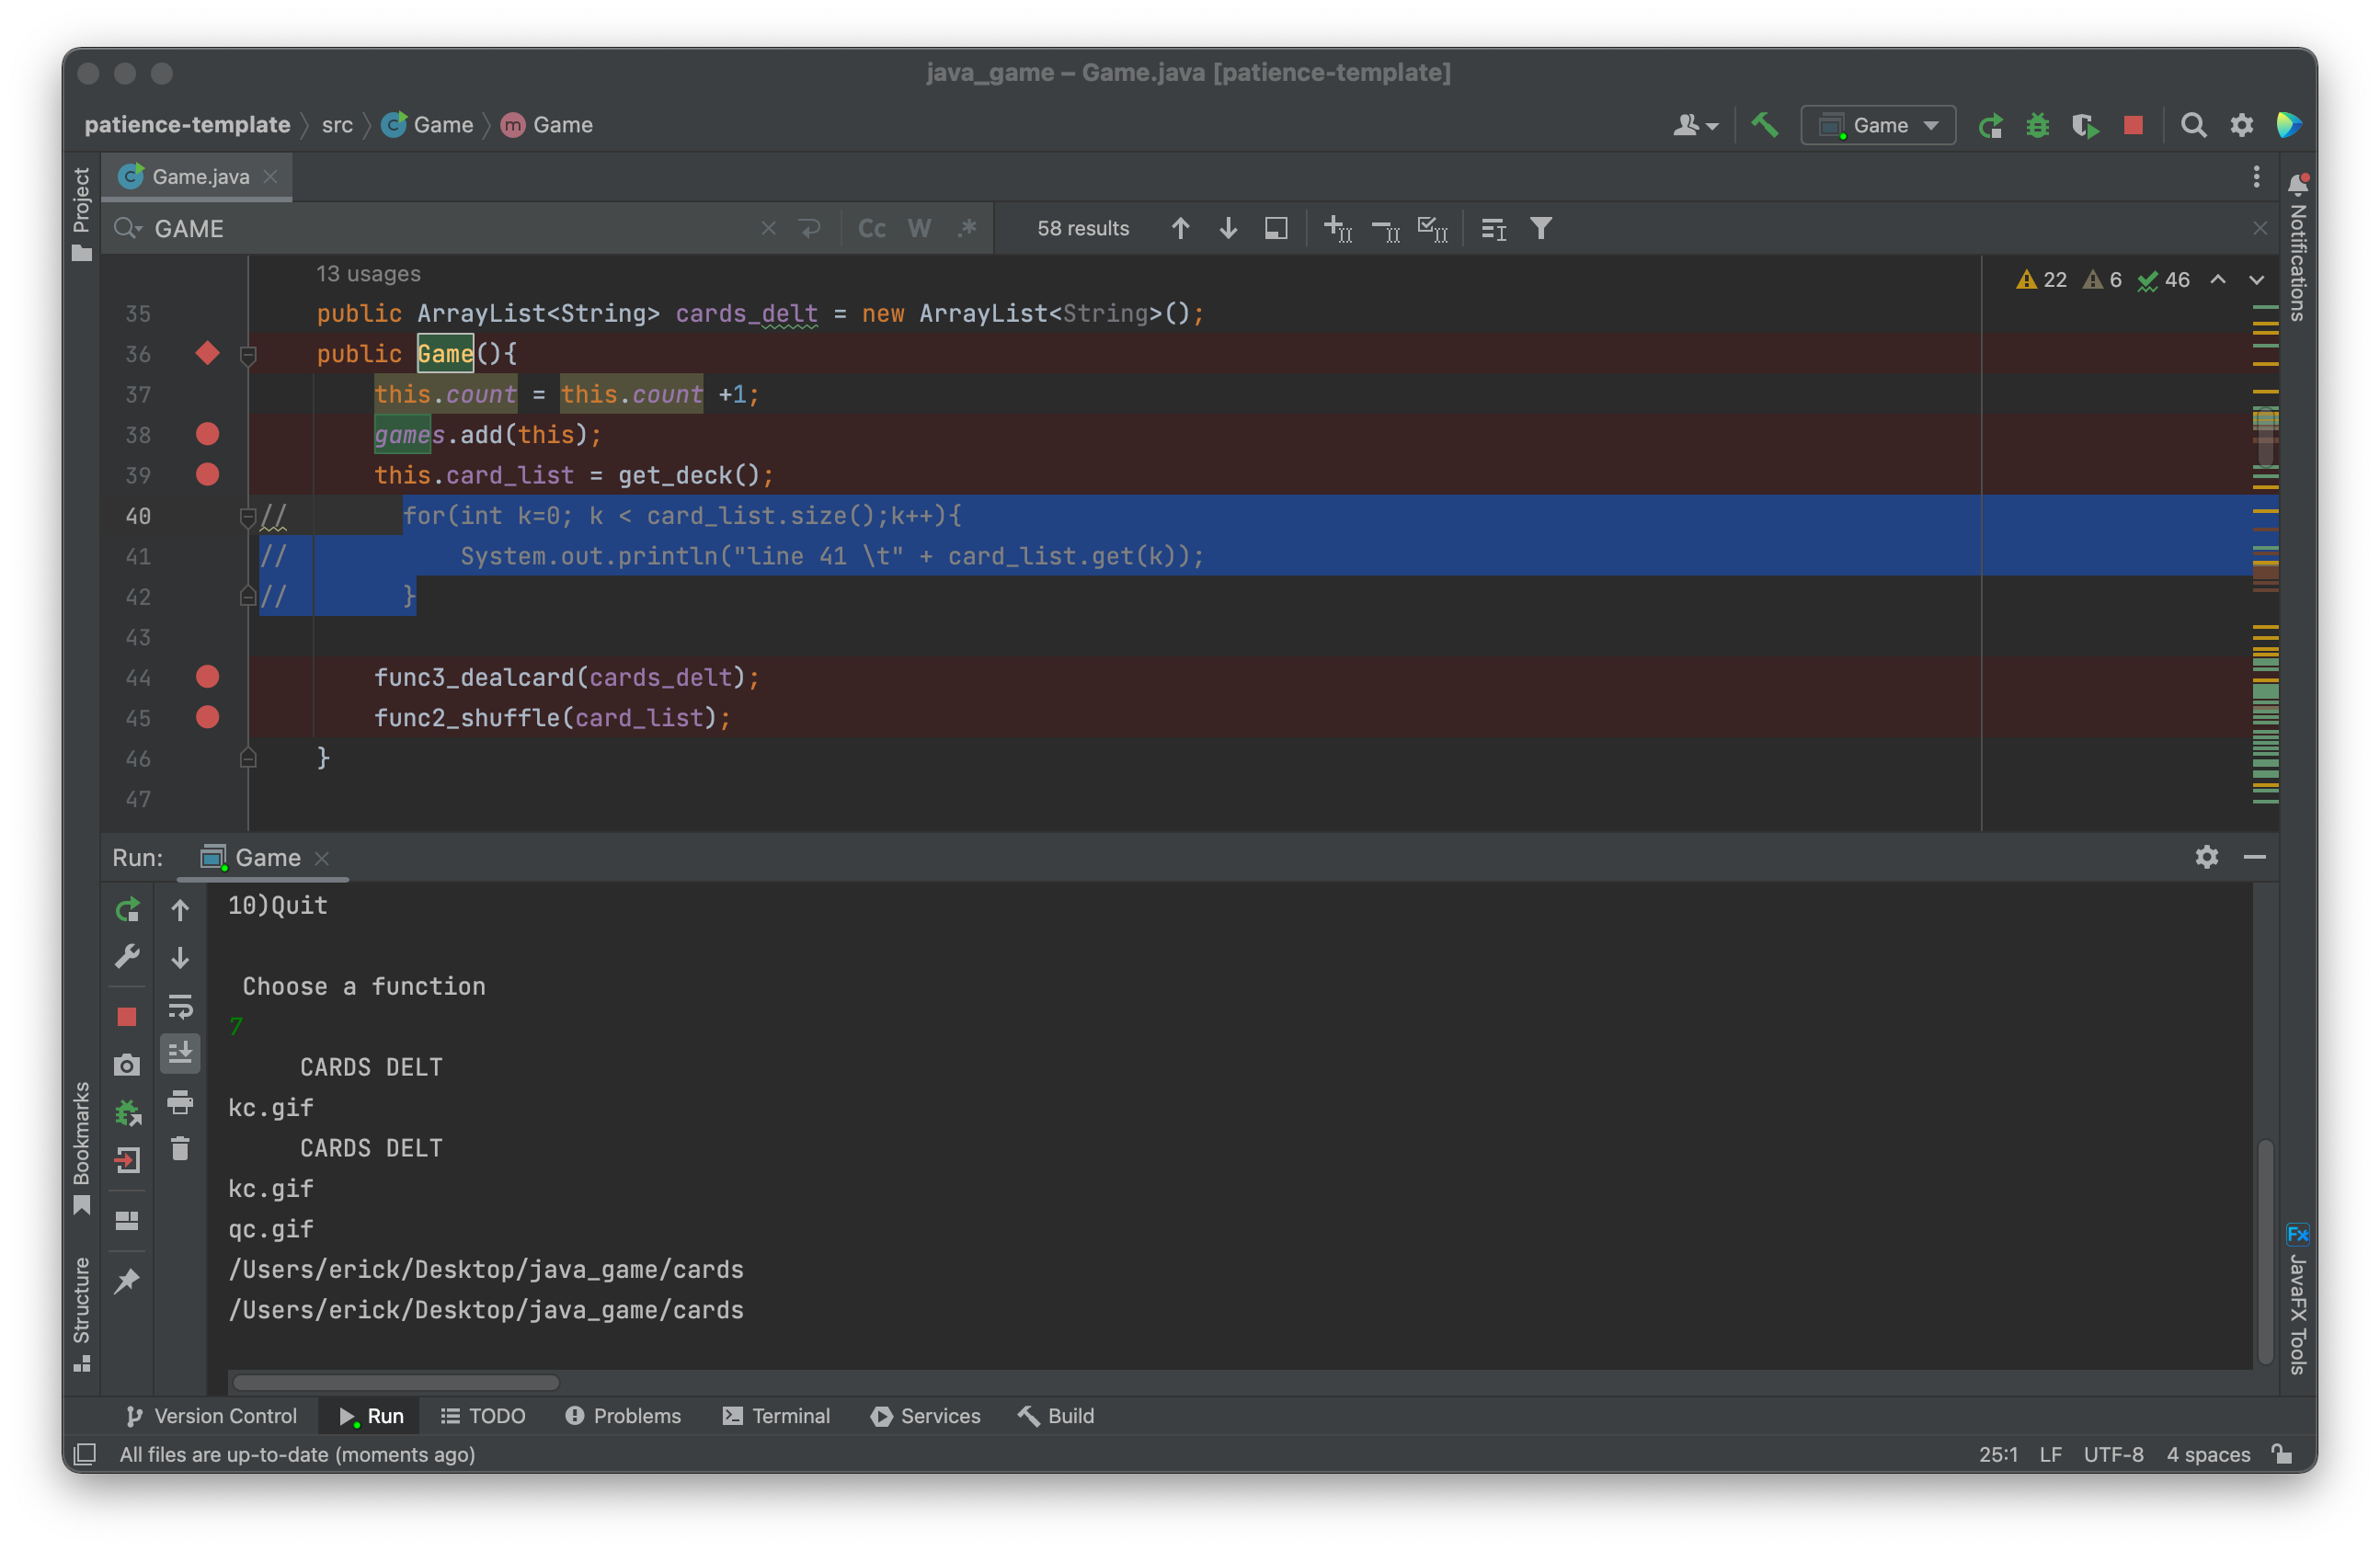 java_game – Game.java [patience-template]
patience-template src Game m Game
Game
Project
Game.java
Notifications
GAME
Cc W .*
58 results
13 usages
22 6 46
35 public ArrayList<String> cards_delt = new ArrayList<String>();
36 public Game(){
37 this.count = this.count +1;
38 games.add(this);
39 this.card_list = get_deck();
40 // for(int k=0; k < card_list.size();k++){
41 // System.out.println("line 41 \t" + card_list.get(k));
42 // }
43
44 func3_dealcard(cards_delt);
45 func2_shuffle(card_list);
46 }
47
Run: Game
10)Quit
Choose a function
7
CARDS DELT
kc.gif
CARDS DELT
kc.gif
qc.gif
/Users/erick/Desktop/java_game/cards
/Users/erick/Desktop/java_game/cards
Bookmarks
Structure
Fx JavaFX Tools
Version Control Run TODO Problems Terminal Services Build
All files are up-to-date (moments ago)
25:1 LF UTF-8 4 spaces